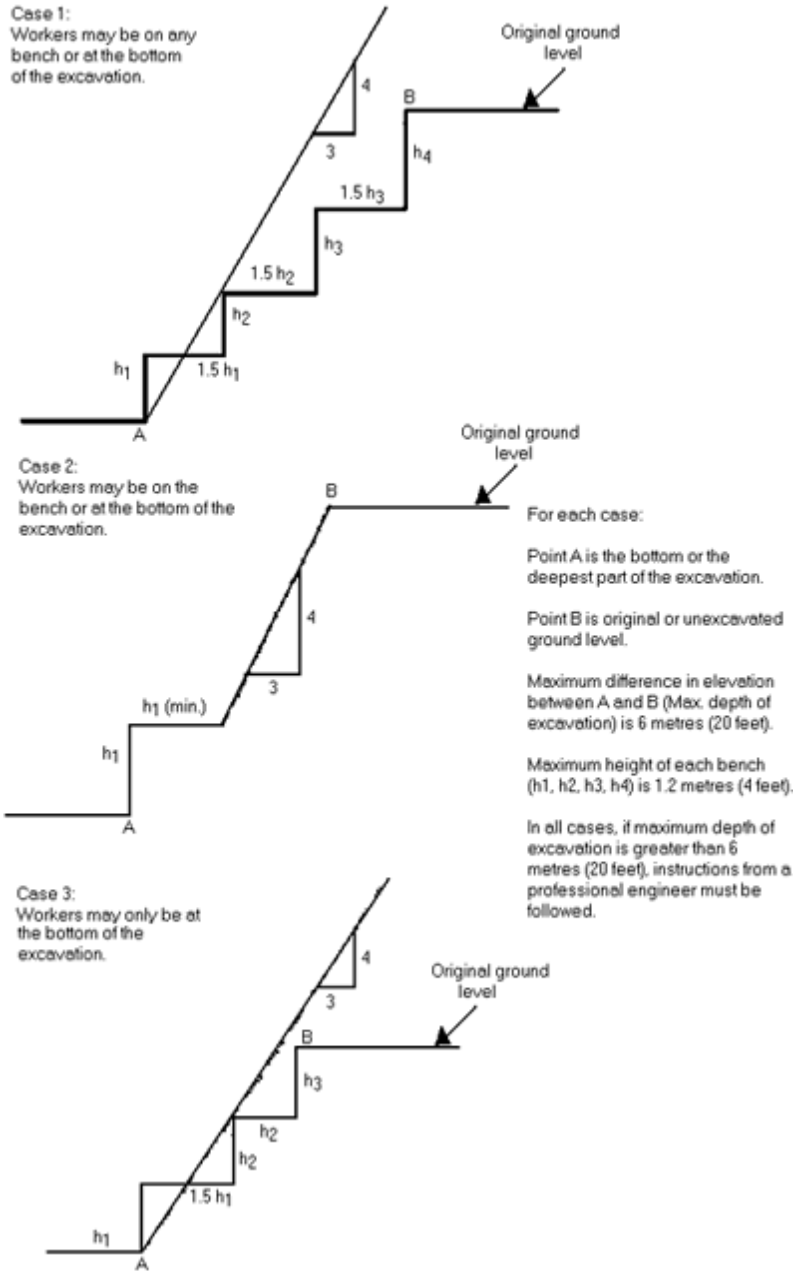 Case 1:
Workers may be on any
bench or at the bottom
of the excavation.
Original ground
level
4
3
B
h4
1.5 h3
h3
1.5 h2
h2
h1
1.5 h1
A
Case 2:
Workers may be on the
bench or at the bottom of the
excavation.
Original ground
level
B
4
3
h1 (min.)
h1
A
For each case:
Point A is the bottom or the
deepest part of the excavation.
Point B is original or unexcavated
ground level.
Maximum difference in elevation
between A and B (Max. depth of
excavation) is 6 metres (20 feet).
Maximum height of each bench
(h1, h2, h3, h4) is 1.2 metres (4 feet).
In all cases, if maximum depth of
excavation is greater than 6
metres (20 feet), instructions from a
professional engineer must be
followed.
Case 3:
Workers may only be at
the bottom of the
excavation.
4
3
Original ground
level
B
h3
h2
h2
1.5 h1
h1
A